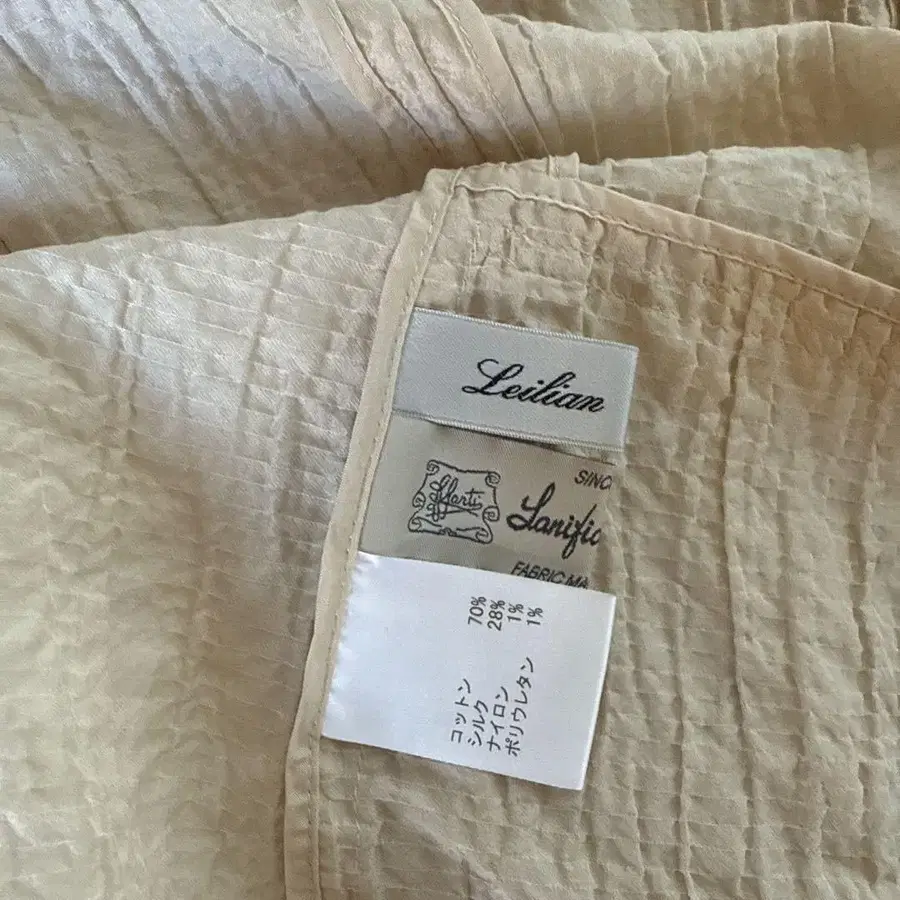 Leilian
SINC
Lanific
FABRIC MA
コットン 70%
シルク 28%
ナイロン 1%
ポリウレタン 1%